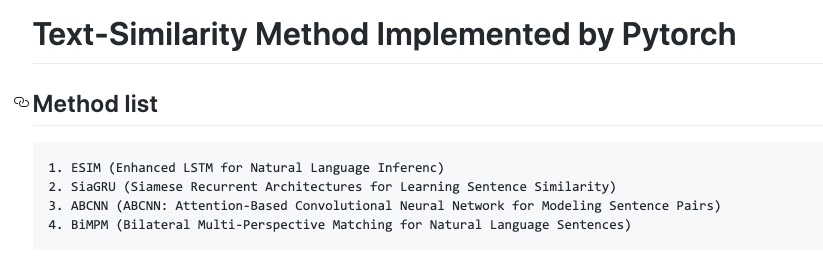 Text-Similarity Method Implemented by Pytorch
Method list
1. ESIM (Enhanced LSTM for Natural Language Inferenc)
2. SiaGRU (Siamese Recurrent Architectures for Learning Sentence Similarity)
3. ABCNN (ABCNN: Attention-Based Convolutional Neural Network for Modeling Sentence Pairs)
4. BiMPM (Bilateral Multi-Perspective Matching for Natural Language Sentences)